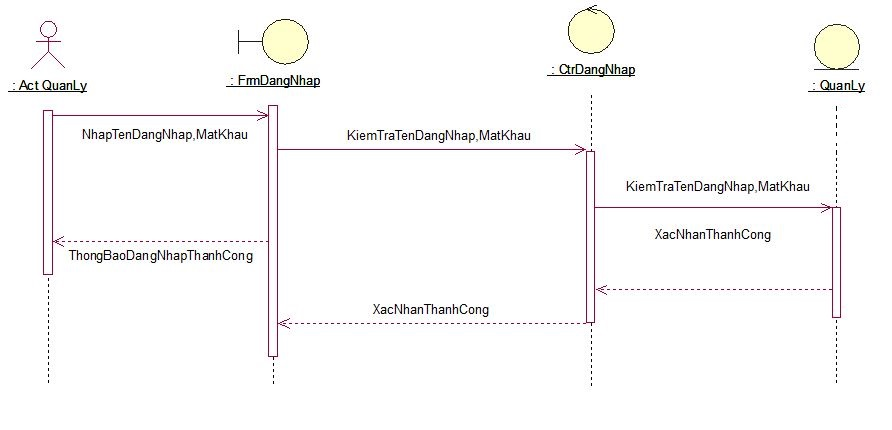 : Act QuanLy
: FrmDangNhap
: CtrDangNhap
: QuanLy
NhapTenDangNhap,MatKhau
KiemTraTenDangNhap,MatKhau
KiemTraTenDangNhap,MatKhau
XacNhanThanhCong
ThongBaoDangNhapThanhCong
XacNhanThanhCong